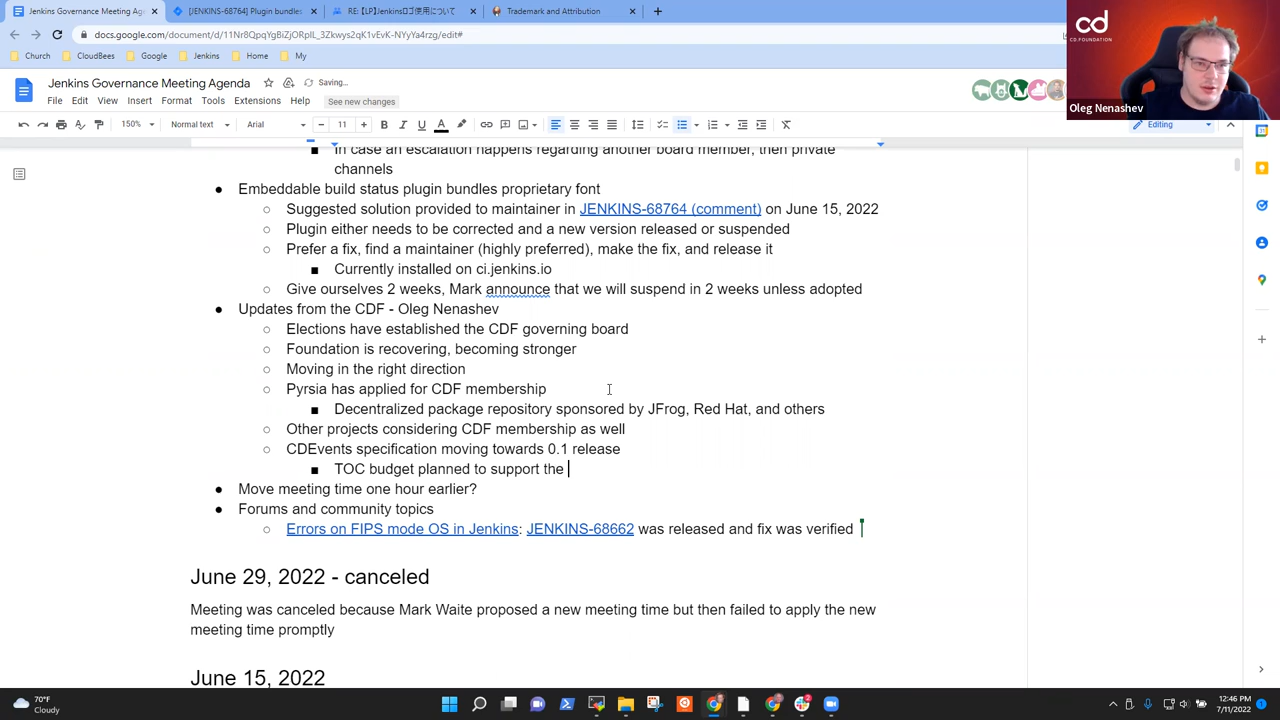 Jenkins Governance Meeting Ag
[JENKINS-68764] Plugin bundles
RE: [LP]Jenkinsロゴ使用について
Trademark and Attribution
docs.google.com/document/d/11Nr8QpqYgBiZjORpIL_3Zkwys2qK1vEvK-NYyYa4rzg/edit#
Church
CloudBees
Google
Jenkins
Home
My
Jenkins Governance Meeting Agenda
Saving...
File Edit View Insert Format Tools Extensions Help
See new changes
150%
Normal text
Arial
11
Editing
cd
CD.FOUNDATION
Oleg Nenashev
In case an escalation happens regarding another board member, then private
channels
Embeddable build status plugin bundles proprietary font
Suggested solution provided to maintainer in JENKINS-68764 (comment) on June 15, 2022
Plugin either needs to be corrected and a new version released or suspended
Prefer a fix, find a maintainer (highly preferred), make the fix, and release it
Currently installed on ci.jenkins.io
Give ourselves 2 weeks, Mark announce that we will suspend in 2 weeks unless adopted
Updates from the CDF - Oleg Nenashev
Elections have established the CDF governing board
Foundation is recovering, becoming stronger
Moving in the right direction
Pyrsia has applied for CDF membership
Decentralized package repository sponsored by JFrog, Red Hat, and others
Other projects considering CDF membership as well
CDEvents specification moving towards 0.1 release
TOC budget planned to support the
Move meeting time one hour earlier?
Forums and community topics
Errors on FIPS mode OS in Jenkins: JENKINS-68662 was released and fix was verified
June 29, 2022 - canceled
Meeting was canceled because Mark Waite proposed a new meeting time but then failed to apply the new
meeting time promptly
June 15, 2022
70°F
Cloudy
12:46 PM
7/11/2022